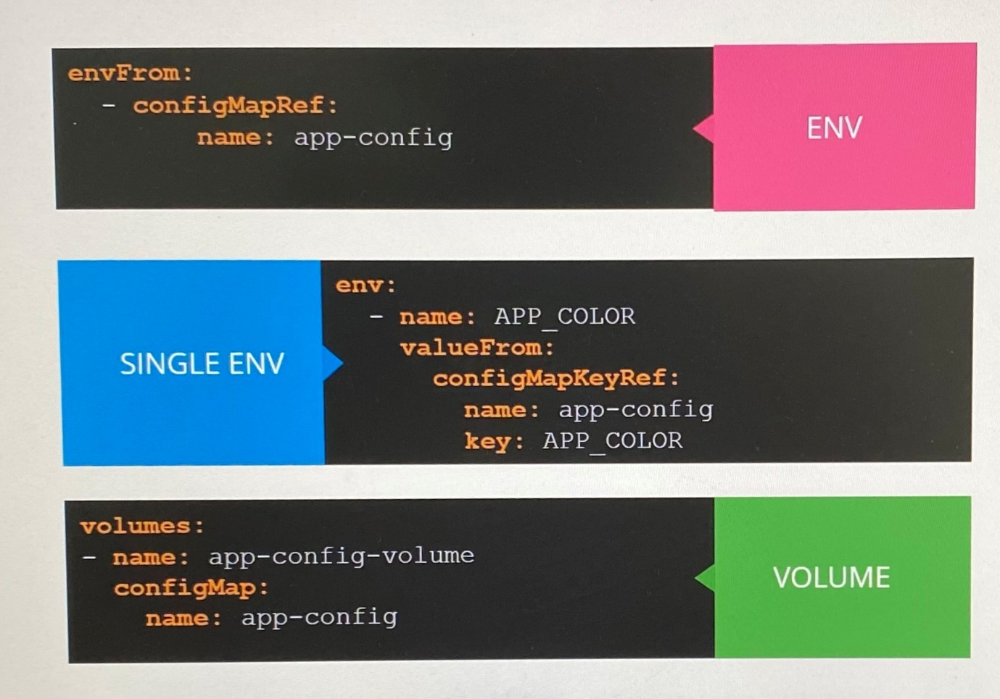 envFrom:
  - configMapRef:
        name: app-config
ENV
SINGLE ENV
env:
  - name: APP_COLOR
    valueFrom:
      configMapKeyRef:
        name: app-config
        key: APP_COLOR
volumes:
- name: app-config-volume
  configMap:
    name: app-config
VOLUME